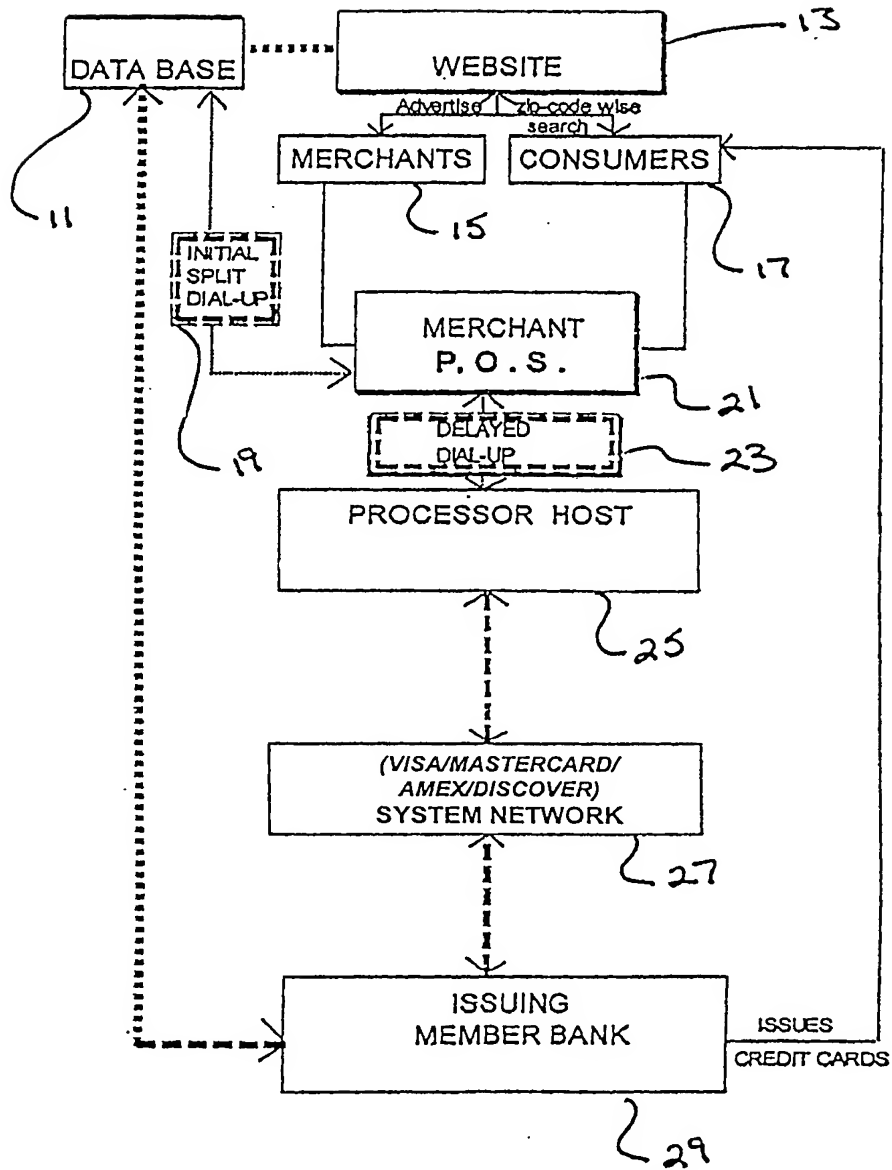 13
DATA BASE
WEBSITE
Advertise
zip-code wise
search
MERCHANTS
CONSUMERS
11
15
17
INITIAL
SPLIT
DIAL-UP
MERCHANT
P. O. S.
21
19
DELAYED
DIAL-UP
23
PROCESSOR HOST
25
(VISA/MASTERCARD/
AMEX/DISCOVER)
SYSTEM NETWORK
27
ISSUING
MEMBER BANK
ISSUES
CREDIT CARDS
29